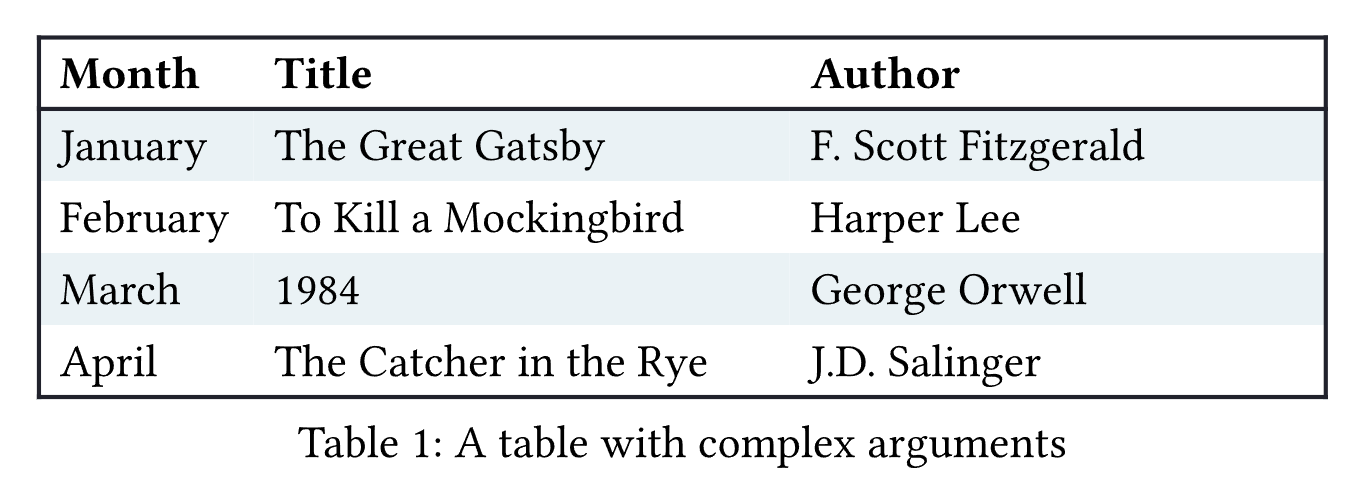 Month Title Author
January The Great Gatsby F. Scott Fitzgerald
February To Kill a Mockingbird Harper Lee
March 1984 George Orwell
April The Catcher in the Rye J.D. Salinger
Table 1: A table with complex arguments